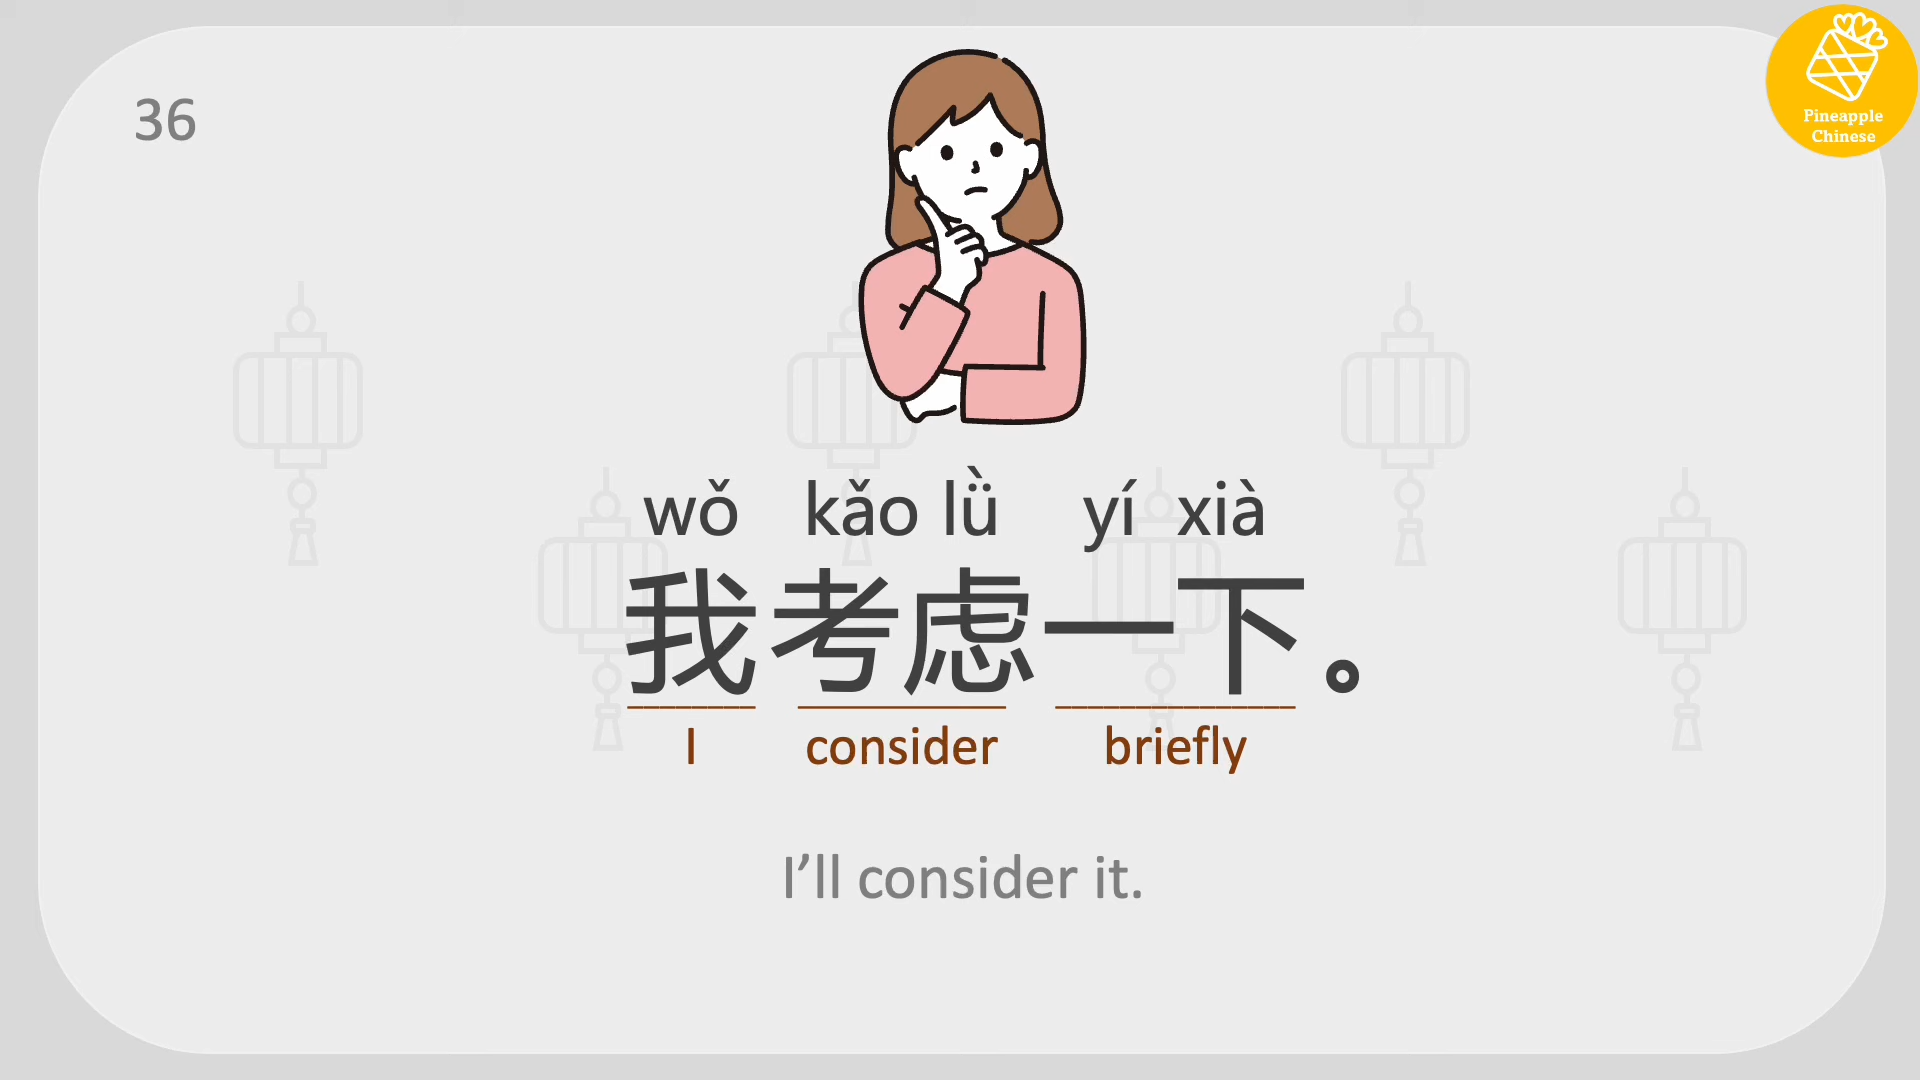 36
Pineapple
Chinese
wǒ kǎo lǜ yí xià
我考虑一下。
I consider briefly
I’ll consider it.